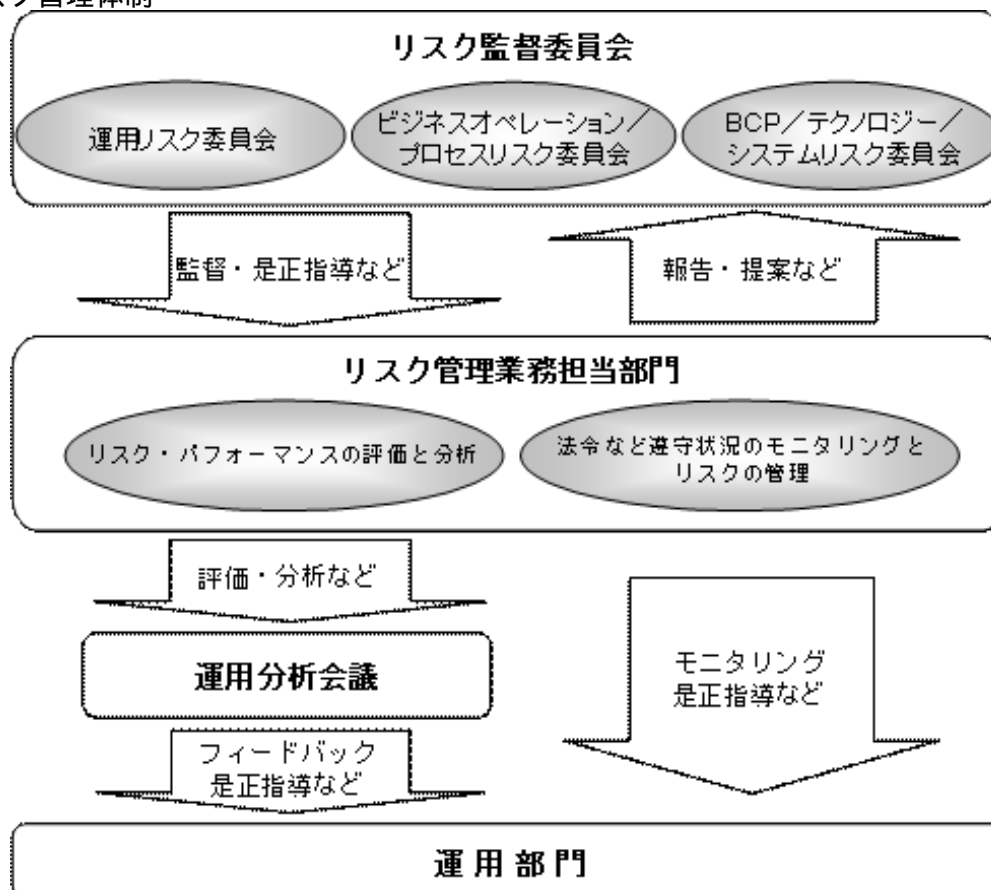 スク管理体制
リスク監督委員会
運用リスク委員会
ビジネスオペレーション／
プロセスリスク委員会
BCP／テクノロジー／
システムリスク委員会
監督・是正指導など
報告・提案など
リスク管理業務担当部門
リスク・パフォーマンスの評価と分析
法令など遵守状況のモニタリングと
リスクの管理
評価・分析など
運用分析会議
モニタリング
是正指導など
フィードバック
是正指導など
運用部門